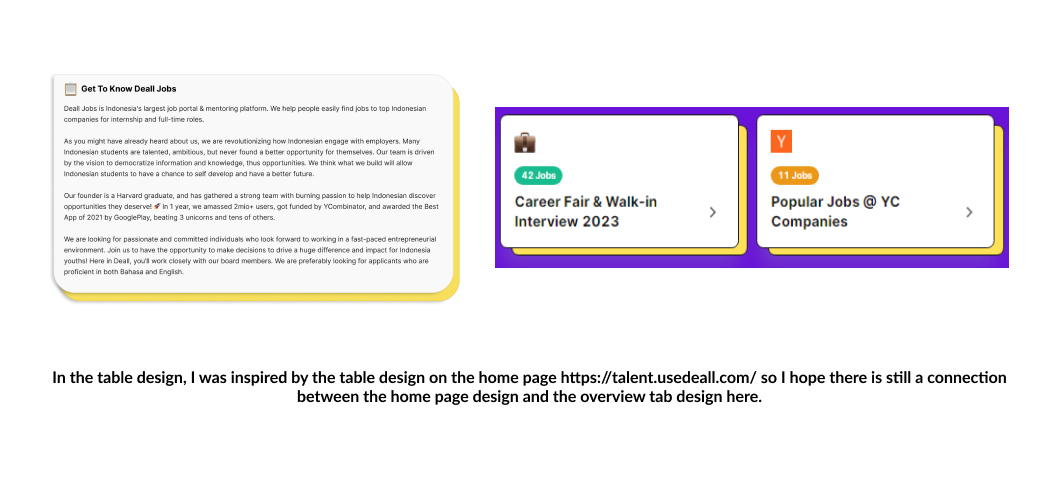 Get To Know Deall Jobs
Deall Jobs is Indonesia's largest job portal & mentoring platform. We help people easily find jobs to top Indonesian
companies for internship and full-time roles.
As you might have already heard about us, we are revolutionizing how Indonesian engage with employers. Many
Indonesian students are talented, ambitious, but never found a better opportunity for themselves. Our team is driven
by the vision to democratize information and knowledge, thus opportunities. We think what we build will allow
Indonesian students to have a chance to self develop and have a better future.
Our founder is a Harvard graduate, and has gathered a strong team with burning passion to help Indonesian discover
opportunities they deserve! 🚀 In 1 year, we amassed 2mio+ users, got funded by YCombinator, and awarded the Best
App of 2021 by GooglePlay, beating 3 unicorns and tens of others.
We are looking for passionate and committed individuals who look forward to working in a fast-paced entrepreneurial
environment. Join us to have the opportunity to make decisions to drive a huge difference and impact for Indonesia
youths! Here in Deall, you'll work closely with our board members. We are preferably looking for applicants who are
proficient in both Bahasa and English.
42 Jobs
Career Fair & Walk-in
Interview 2023
Y
11 Jobs
Popular Jobs @ YC
Companies
In the table design, I was inspired by the table design on the home page https://talent.usedeall.com/ so I hope there is still a connection
between the home page design and the overview tab design here.